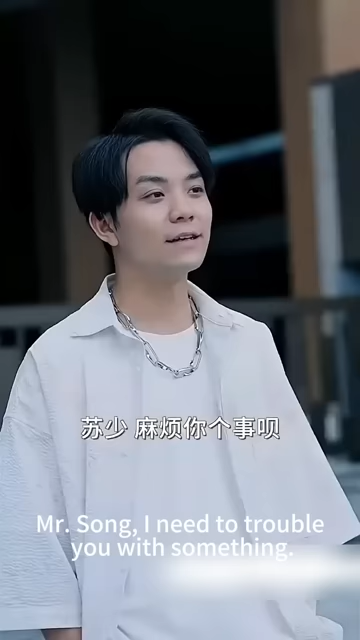 苏少 麻烦你个事呗
Mr. Song, I need to trouble
you with something.